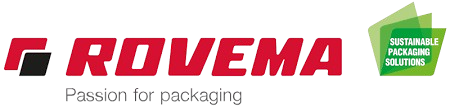 ROVEMA
Passion for packaging
SUSTAINABLE
PACKAGING
SOLUTIONS